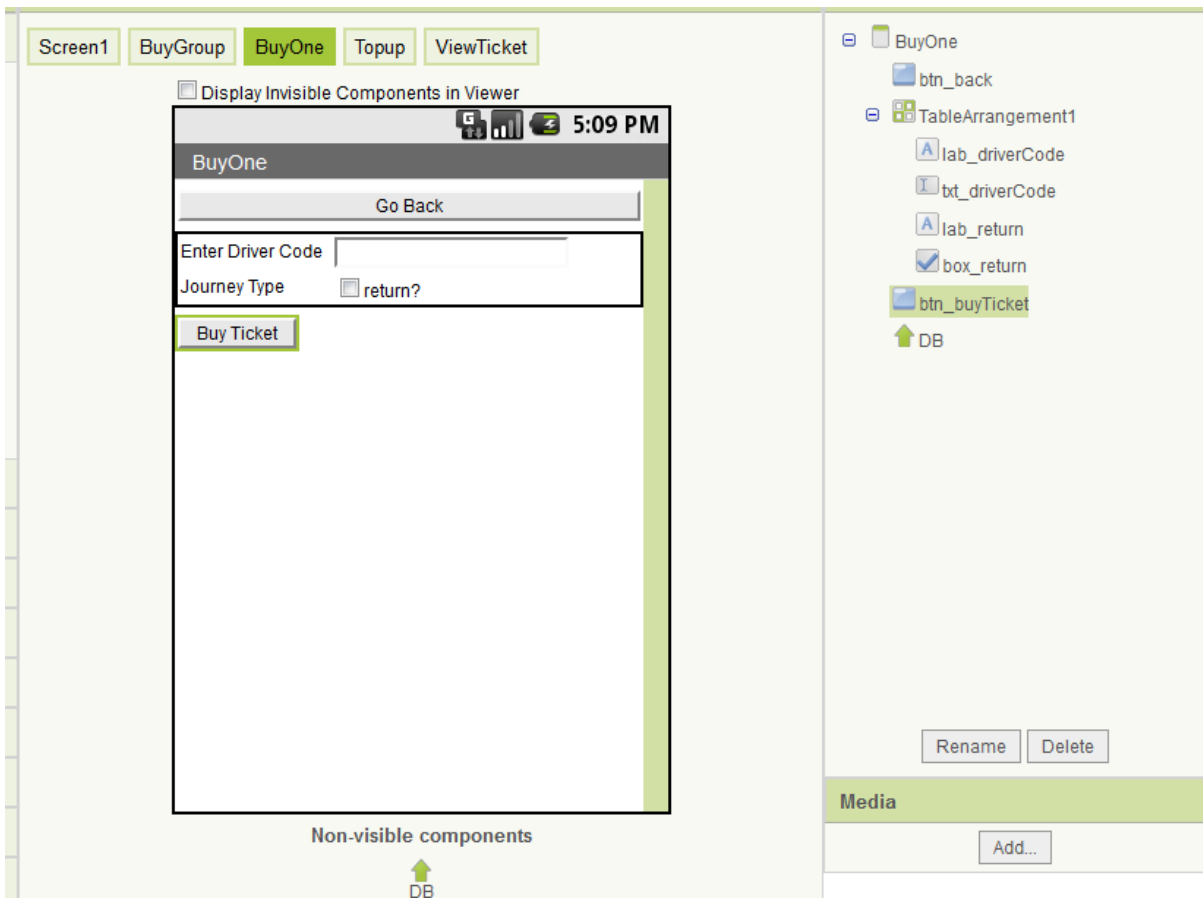 Screen1 BuyGroup BuyOne Topup ViewTicket
Display Invisible Components in Viewer
G 5:09 PM
BuyOne
Go Back
Enter Driver Code
Journey Type return?
Buy Ticket
Non-visible components
DB
BuyOne
btn_back
TableArrangement1
A lab_driverCode
I txt_driverCode
A lab_return
box_return
btn_buyTicket
DB
Rename Delete
Media
Add...